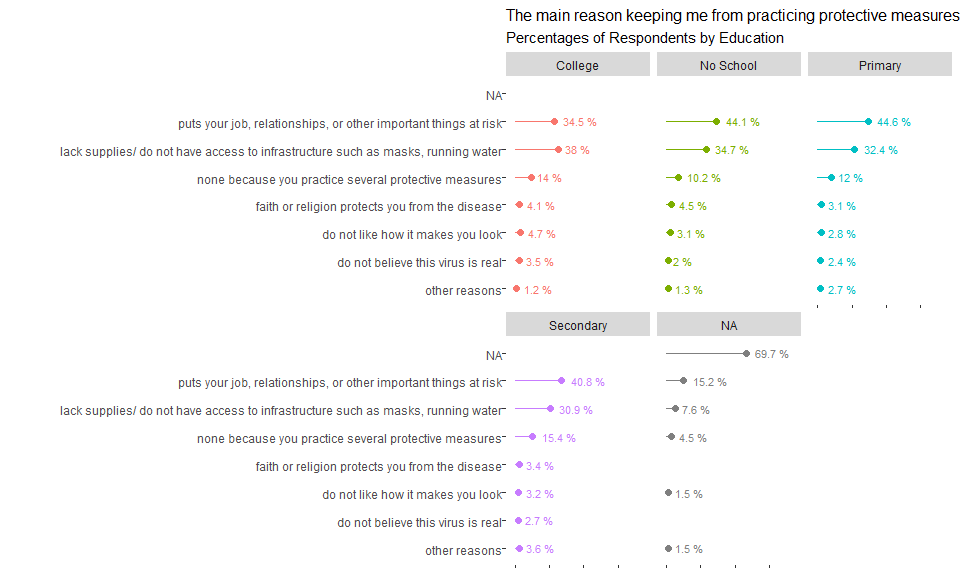 The main reason keeping me from practicing protective measures
Percentages of Respondents by Education
College No School Primary
NA
puts your job, relationships, or other important things at risk 34.5 % 44.1 % 44.6 %
lack supplies/ do not have access to infrastructure such as masks, running water 38 % 34.7 % 32.4 %
none because you practice several protective measures 14 % 10.2 % 12 %
faith or religion protects you from the disease 4.1 % 4.5 % 3.1 %
do not like how it makes you look 4.7 % 3.1 % 2.8 %
do not believe this virus is real 3.5 % 2 % 2.4 %
other reasons 1.2 % 1.3 % 2.7 %
Secondary NA
NA 69.7 %
puts your job, relationships, or other important things at risk 40.8 % 15.2 %
lack supplies/ do not have access to infrastructure such as masks, running water 30.9 % 7.6 %
none because you practice several protective measures 15.4 % 4.5 %
faith or religion protects you from the disease 3.4 %
do not like how it makes you look 3.2 % 1.5 %
do not believe this virus is real 2.7 %
other reasons 3.6 % 1.5 %